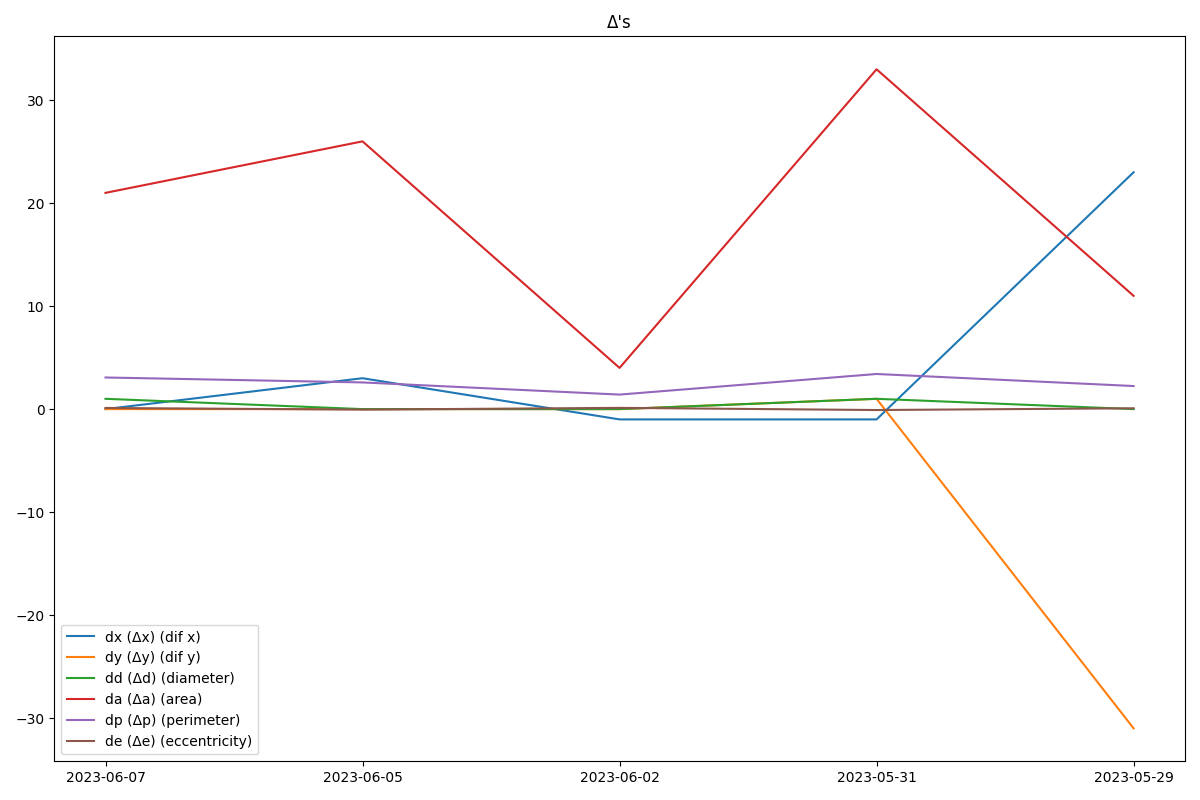 Δ's
30
20
10
0
−10
−20
−30
dx (Δx) (dif x)
dy (Δy) (dif y)
dd (Δd) (diameter)
da (Δa) (area)
dp (Δp) (perimeter)
de (Δe) (eccentricity)
2023-06-07 2023-06-05 2023-06-02 2023-05-31 2023-05-29